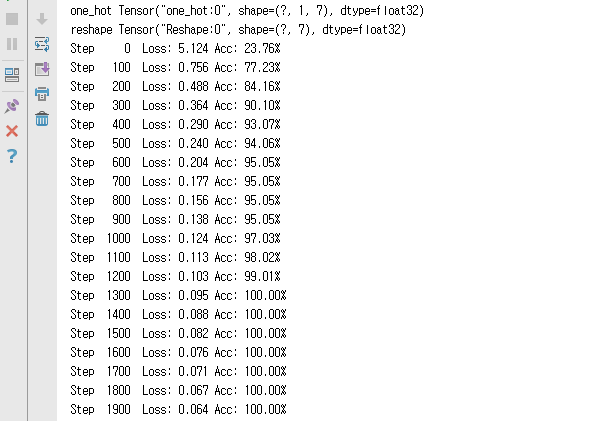 one_hot Tensor("one_hot:0", shape=(?, 1, 7), dtype=float32)
reshape Tensor("Reshape:0", shape=(?, 7), dtype=float32)
Step     0  Loss: 5.124 Acc: 23.76%
Step   100  Loss: 0.756 Acc: 77.23%
Step   200  Loss: 0.488 Acc: 84.16%
Step   300  Loss: 0.364 Acc: 90.10%
Step   400  Loss: 0.290 Acc: 93.07%
Step   500  Loss: 0.240 Acc: 94.06%
Step   600  Loss: 0.204 Acc: 95.05%
Step   700  Loss: 0.177 Acc: 95.05%
Step   800  Loss: 0.156 Acc: 95.05%
Step   900  Loss: 0.138 Acc: 95.05%
Step  1000  Loss: 0.124 Acc: 97.03%
Step  1100  Loss: 0.113 Acc: 98.02%
Step  1200  Loss: 0.103 Acc: 99.01%
Step  1300  Loss: 0.095 Acc: 100.00%
Step  1400  Loss: 0.088 Acc: 100.00%
Step  1500  Loss: 0.082 Acc: 100.00%
Step  1600  Loss: 0.076 Acc: 100.00%
Step  1700  Loss: 0.071 Acc: 100.00%
Step  1800  Loss: 0.067 Acc: 100.00%
Step  1900  Loss: 0.064 Acc: 100.00%